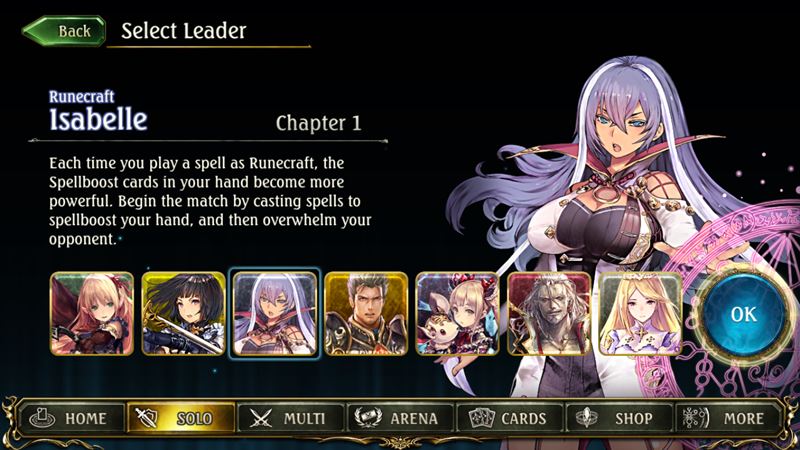 Back
Select Leader
Runecraft
Isabelle
Chapter 1
Each time you play a spell as Runecraft, the
Spellboost cards in your hand become more
powerful. Begin the match by casting spells to
spellboost your hand, and then overwhelm your
opponent.
OK
HOME
SOLO
MULTI
ARENA
CARDS
SHOP
MORE